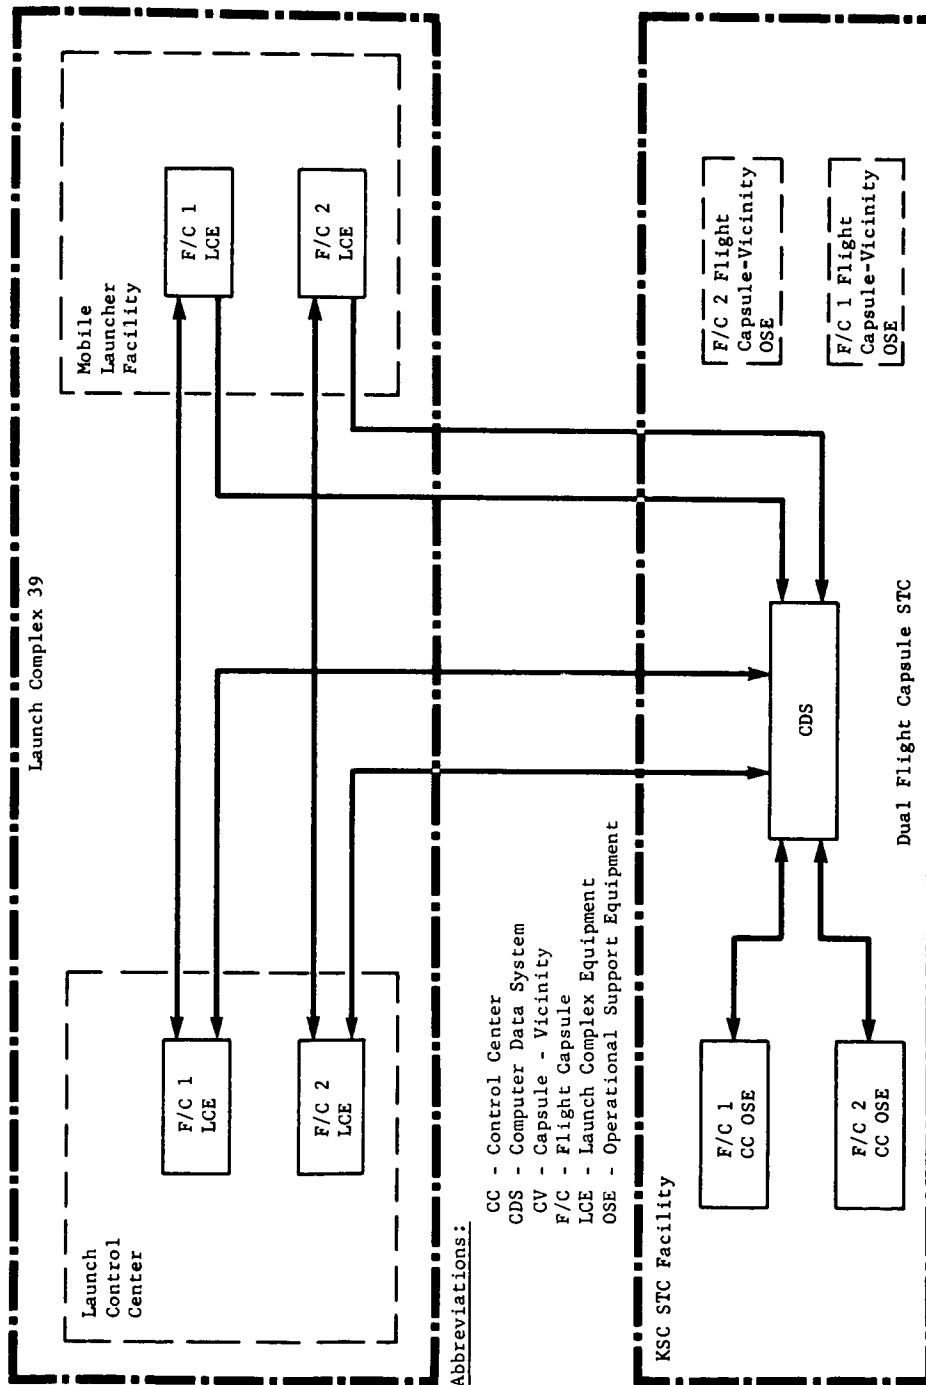 Launch Complex 39
Launch
Control
Center
F/C 1
LCE
F/C 2
LCE
Mobile
Launcher
Facility
F/C 1
LCE
F/C 2
LCE
Abbreviations:
CC - Control Center
CDS - Computer Data System
CV - Capsule - Vicinity
F/C - Flight Capsule
LCE - Launch Complex Equipment
OSE - Operational Support Equipment
KSC STC Facility
F/C 1
CC OSE
F/C 2
CC OSE
CDS
F/C 2 Flight
Capsule-Vicinity
OSE
F/C 1 Flight
Capsule-Vicinity
OSE
Dual Flight Capsule STC